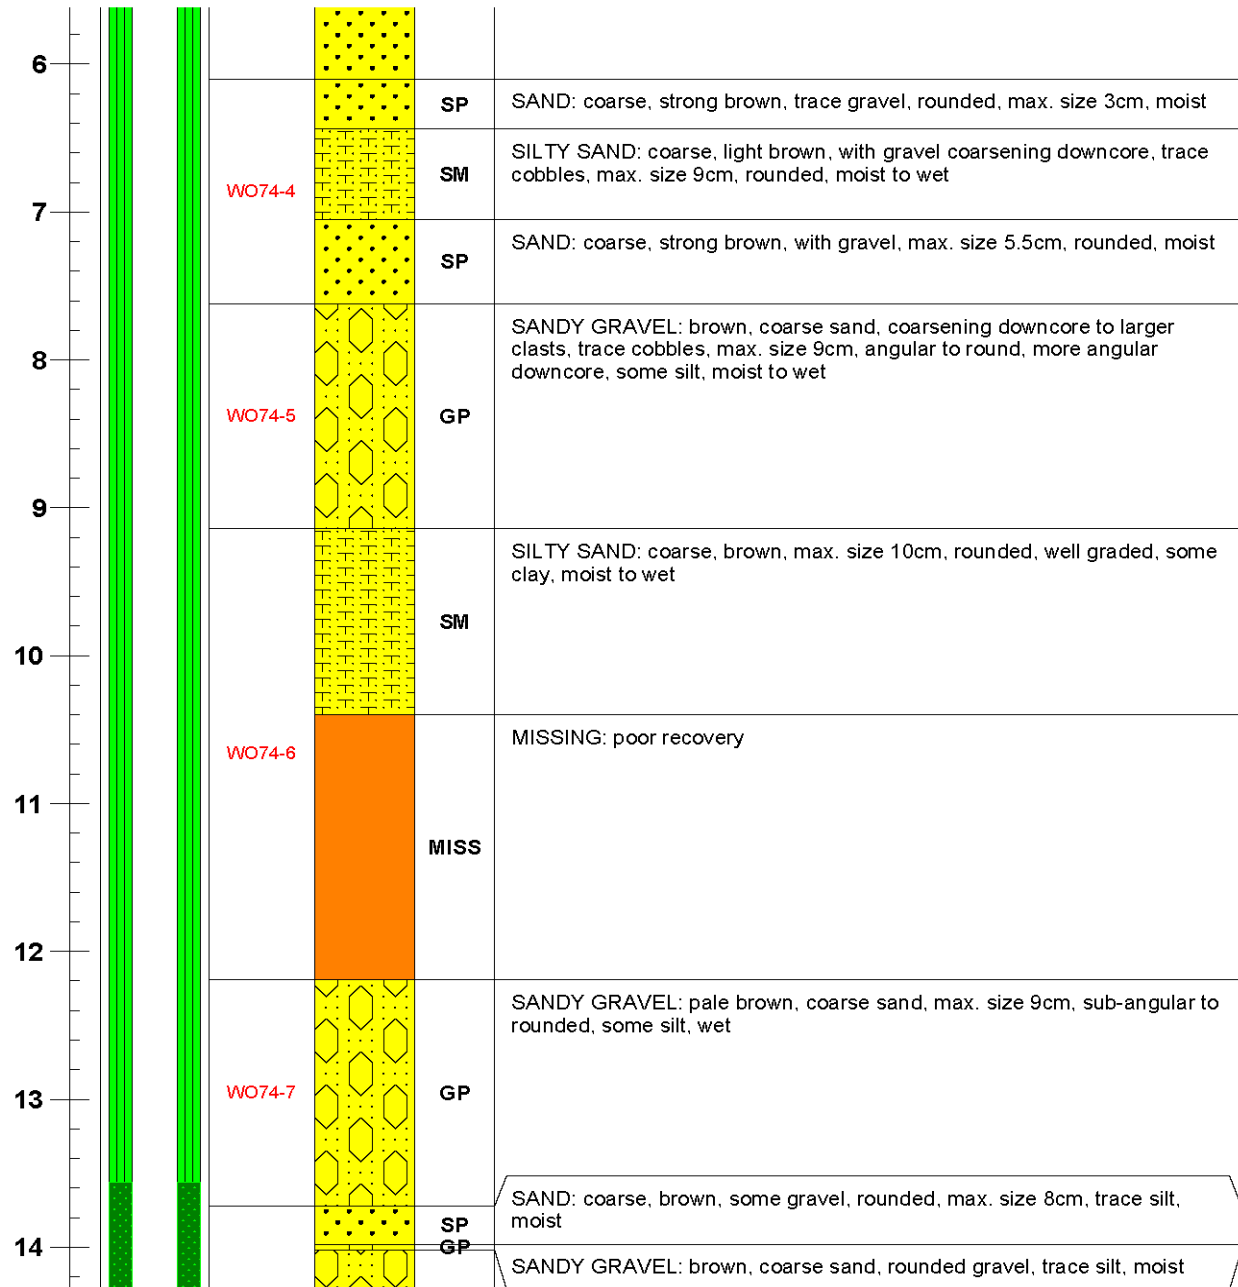 6
SP
SAND: coarse, strong brown, trace gravel, rounded, max. size 3cm, moist
WO74-4
SM
SILTY SAND: coarse, light brown, with gravel coarsening downcore, trace
cobbles, max. size 9cm, rounded, moist to wet
7
SP
SAND: coarse, strong brown, with gravel, max. size 5.5cm, rounded, moist
8
WO74-5
GP
SANDY GRAVEL: brown, coarse sand, coarsening downcore to larger
clasts, trace cobbles, max. size 9cm, angular to round, more angular
downcore, some silt, moist to wet
9
SM
SILTY SAND: coarse, brown, max. size 10cm, rounded, well graded, some
clay, moist to wet
10
WO74-6
MISSING: poor recovery
11
MISS
12
SANDY GRAVEL: pale brown, coarse sand, max. size 9cm, sub-angular to
rounded, some silt, wet
13
WO74-7
GP
SP
SAND: coarse, brown, some gravel, rounded, max. size 8cm, trace silt,
moist
14
GP
SANDY GRAVEL: brown, coarse sand, rounded gravel, trace silt, moist